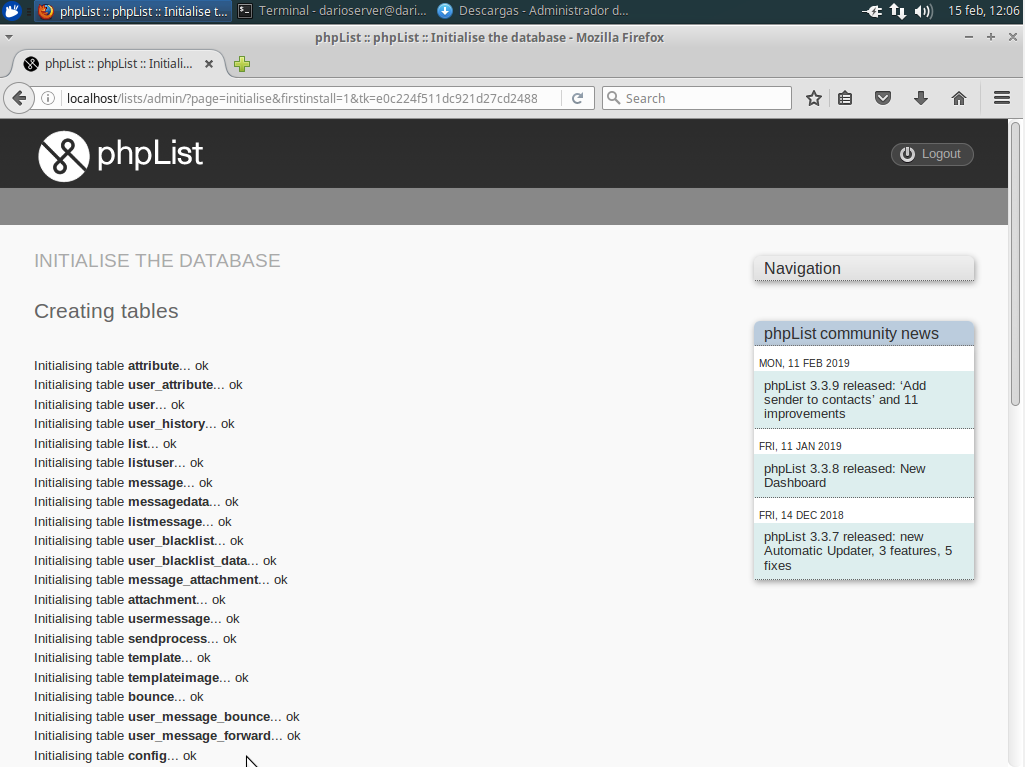 phpList :: phpList :: Initialise t...
Terminal - darioserver@dari...
Descargas - Administrador d...
15 feb, 12:06
phpList :: phpList :: Initialise the database - Mozilla Firefox
phpList :: phpList :: Initiali...
localhost/lists/admin/?page=initialise&firstinstall=1&tk=e0c224f511dc921d27cd2488
Search
phpList
Logout
INITIALISE THE DATABASE
Creating tables
Initialising table attribute... ok
Initialising table user_attribute... ok
Initialising table user... ok
Initialising table user_history... ok
Initialising table list... ok
Initialising table listuser... ok
Initialising table message... ok
Initialising table messagedata... ok
Initialising table listmessage... ok
Initialising table user_blacklist... ok
Initialising table user_blacklist_data... ok
Initialising table message_attachment... ok
Initialising table attachment... ok
Initialising table usermessage... ok
Initialising table sendprocess... ok
Initialising table template... ok
Initialising table templateimage... ok
Initialising table bounce... ok
Initialising table user_message_bounce... ok
Initialising table user_message_forward... ok
Initialising table config... ok
Navigation
phpList community news
MON, 11 FEB 2019
phpList 3.3.9 released: ‘Add
sender to contacts’ and 11
improvements
FRI, 11 JAN 2019
phpList 3.3.8 released: New
Dashboard
FRI, 14 DEC 2018
phpList 3.3.7 released: new
Automatic Updater, 3 features, 5
fixes